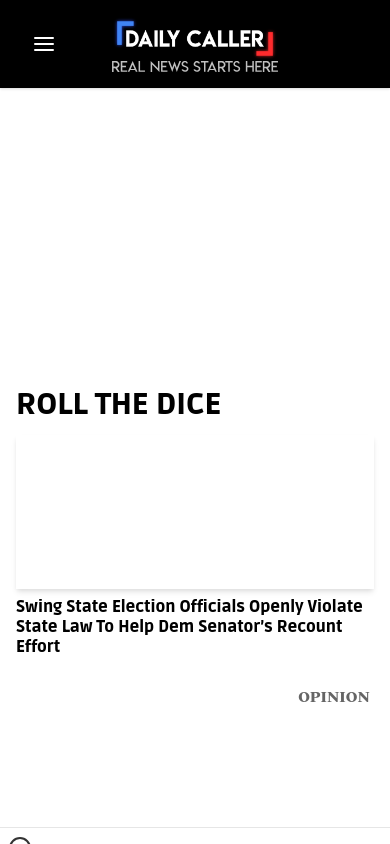 DAILY CALLER
REAL NEWS STARTS HERE
ROLL THE DICE
Swing State Election Officials Openly Violate
State Law To Help Dem Senator's Recount
Effort
OPINION